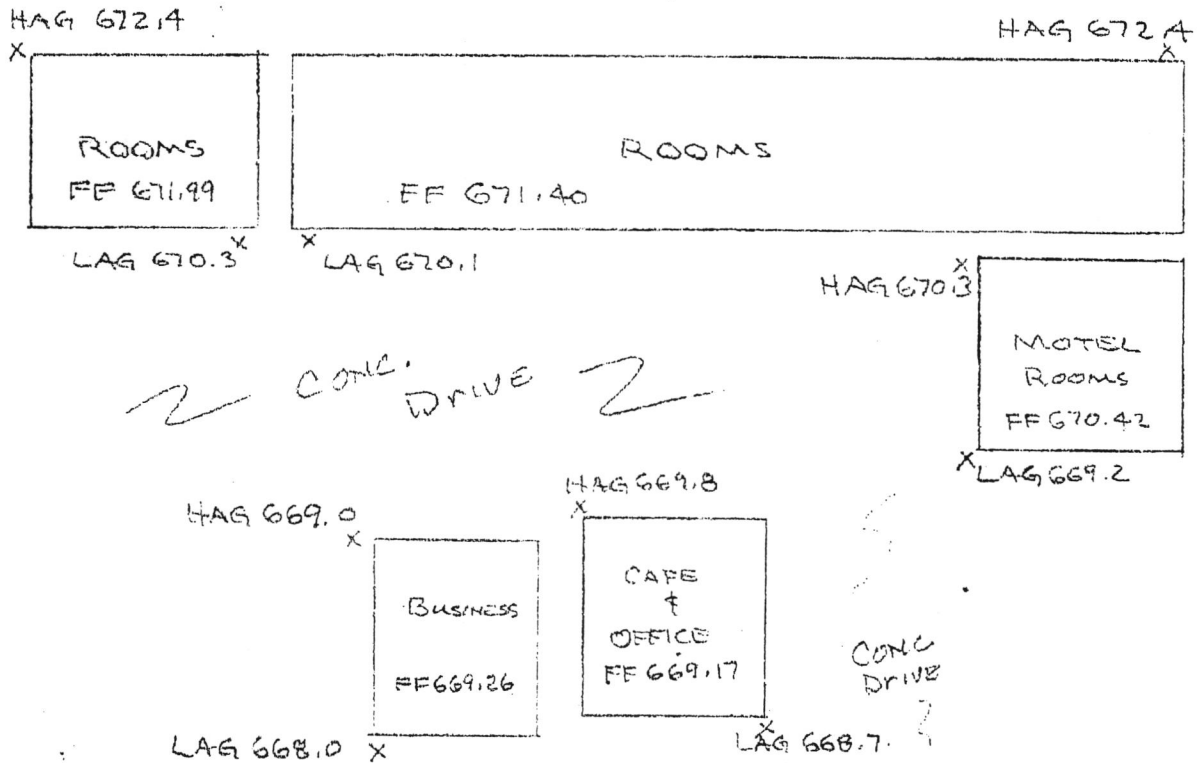 HAG 672.4
HAG 672.4
ROOMS
FF 671.99
ROOMS
FF 671.40
LAG 670.3
LAG 670.1
HAG 670.3
MOTEL
ROOMS
FF 670.42
LAG 669.2
CONC.
DRIVE
HAG 669.0
HAG 669.8
BUSINESS
FF 669.26
CAFE
&
OFFICE
FF 669.17
CONC
DRIVE
LAG 668.0
LAG 668.7